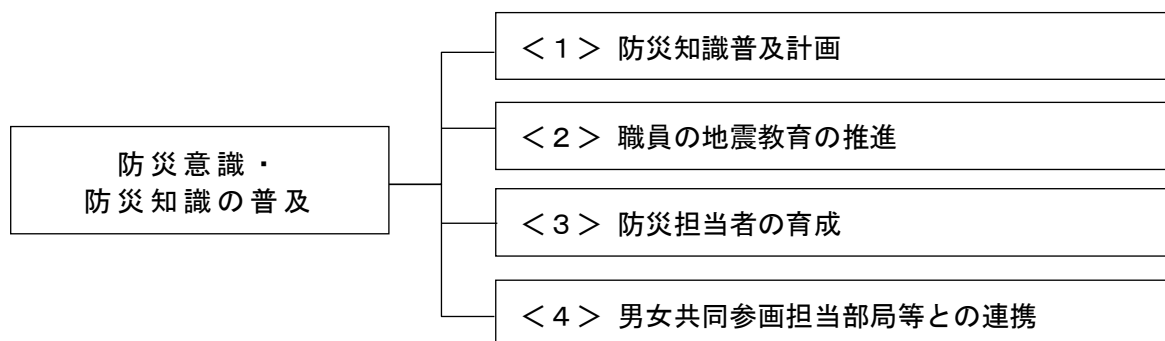 防災意識・
防災知識の普及
＜１＞ 防災知識普及計画
＜２＞ 職員の地震教育の推進
＜３＞ 防災担当者の育成
＜４＞ 男女共同参画担当部局等との連携